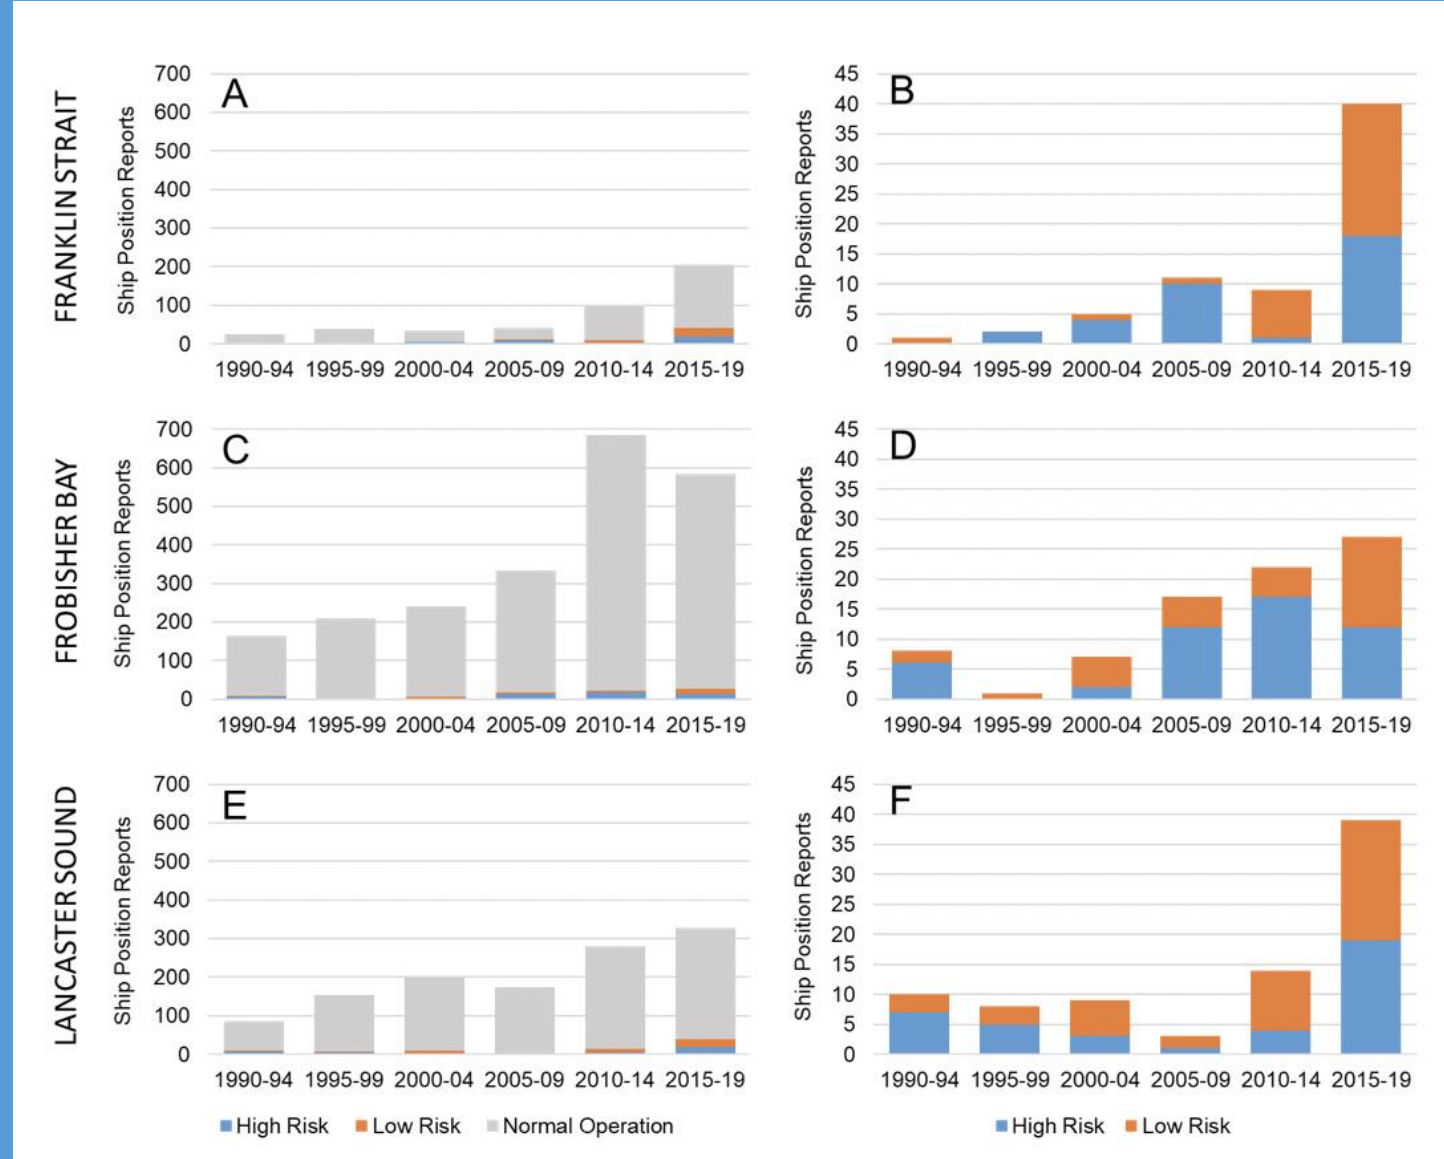 FRANKLIN STRAIT
A
Ship Position Reports
700
600
500
400
300
200
100
0
1990-94 1995-99 2000-04 2005-09 2010-14 2015-19
B
Ship Position Reports
45
40
35
30
25
20
15
10
5
0
1990-94 1995-99 2000-04 2005-09 2010-14 2015-19
FROBISHER BAY
C
Ship Position Reports
700
600
500
400
300
200
100
0
1990-94 1995-99 2000-04 2005-09 2010-14 2015-19
D
Ship Position Reports
45
40
35
30
25
20
15
10
5
0
1990-94 1995-99 2000-04 2005-09 2010-14 2015-19
LANCASTER SOUND
E
Ship Position Reports
700
600
500
400
300
200
100
0
1990-94 1995-99 2000-04 2005-09 2010-14 2015-19
High Risk Low Risk Normal Operation
F
Ship Position Reports
45
40
35
30
25
20
15
10
5
0
1990-94 1995-99 2000-04 2005-09 2010-14 2015-19
High Risk Low Risk